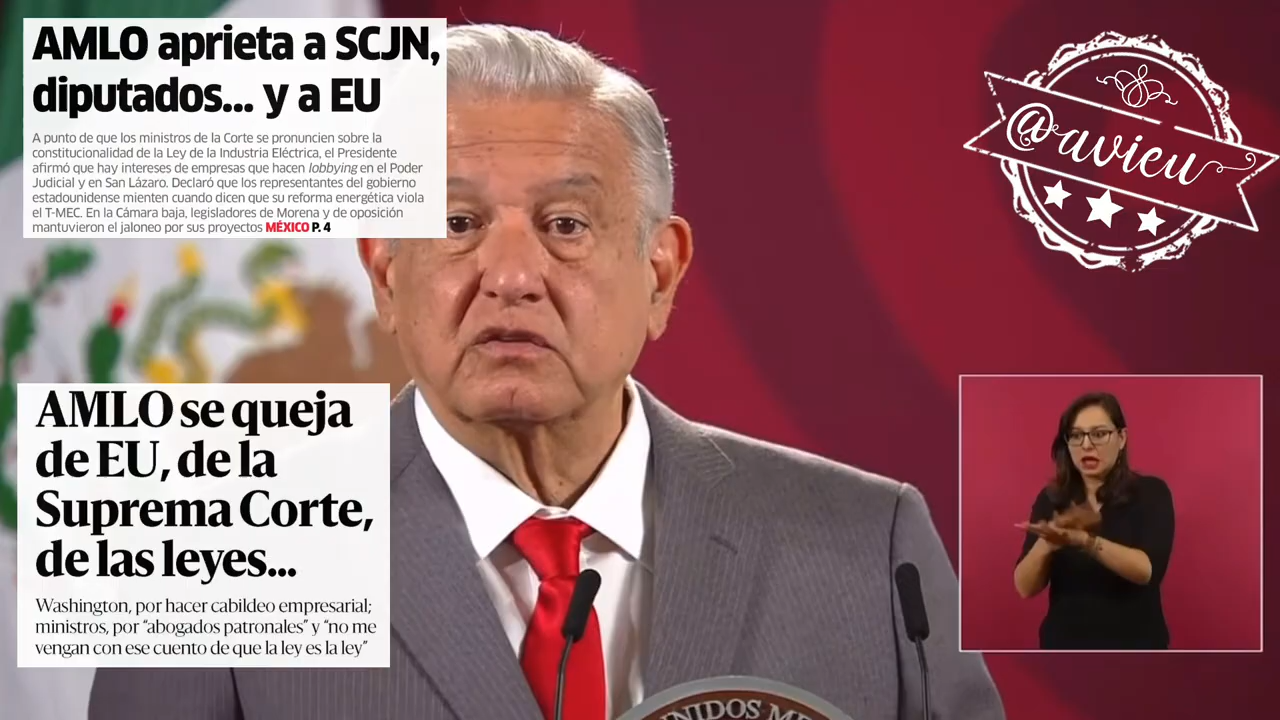 AMLO aprieta a SCJN,
diputados... y a EU
A punto de que los ministros de la Corte se pronuncien sobre la
constitucionalidad de la Ley de la Industria Eléctrica, el Presidente
afirmó que hay intereses de empresas que hacen lobbying en el Poder
Judicial y en San Lázaro. Declaró que los representantes del gobierno
estadounidense mienten cuando dicen que su reforma energética viola
el T-MEC. En la Cámara baja, legisladores de Morena y de oposición
mantuvieron el jaloneo por sus proyectos MÉXICO P. 4
@avieu
AMLO se queja
de EU, de la
Suprema Corte,
de las leyes...
Washington, por hacer cabildeo empresarial;
ministros, por “abogados patronales” y “no me
vengan con ese cuento de que la ley es la ley”
UNIDOS ME